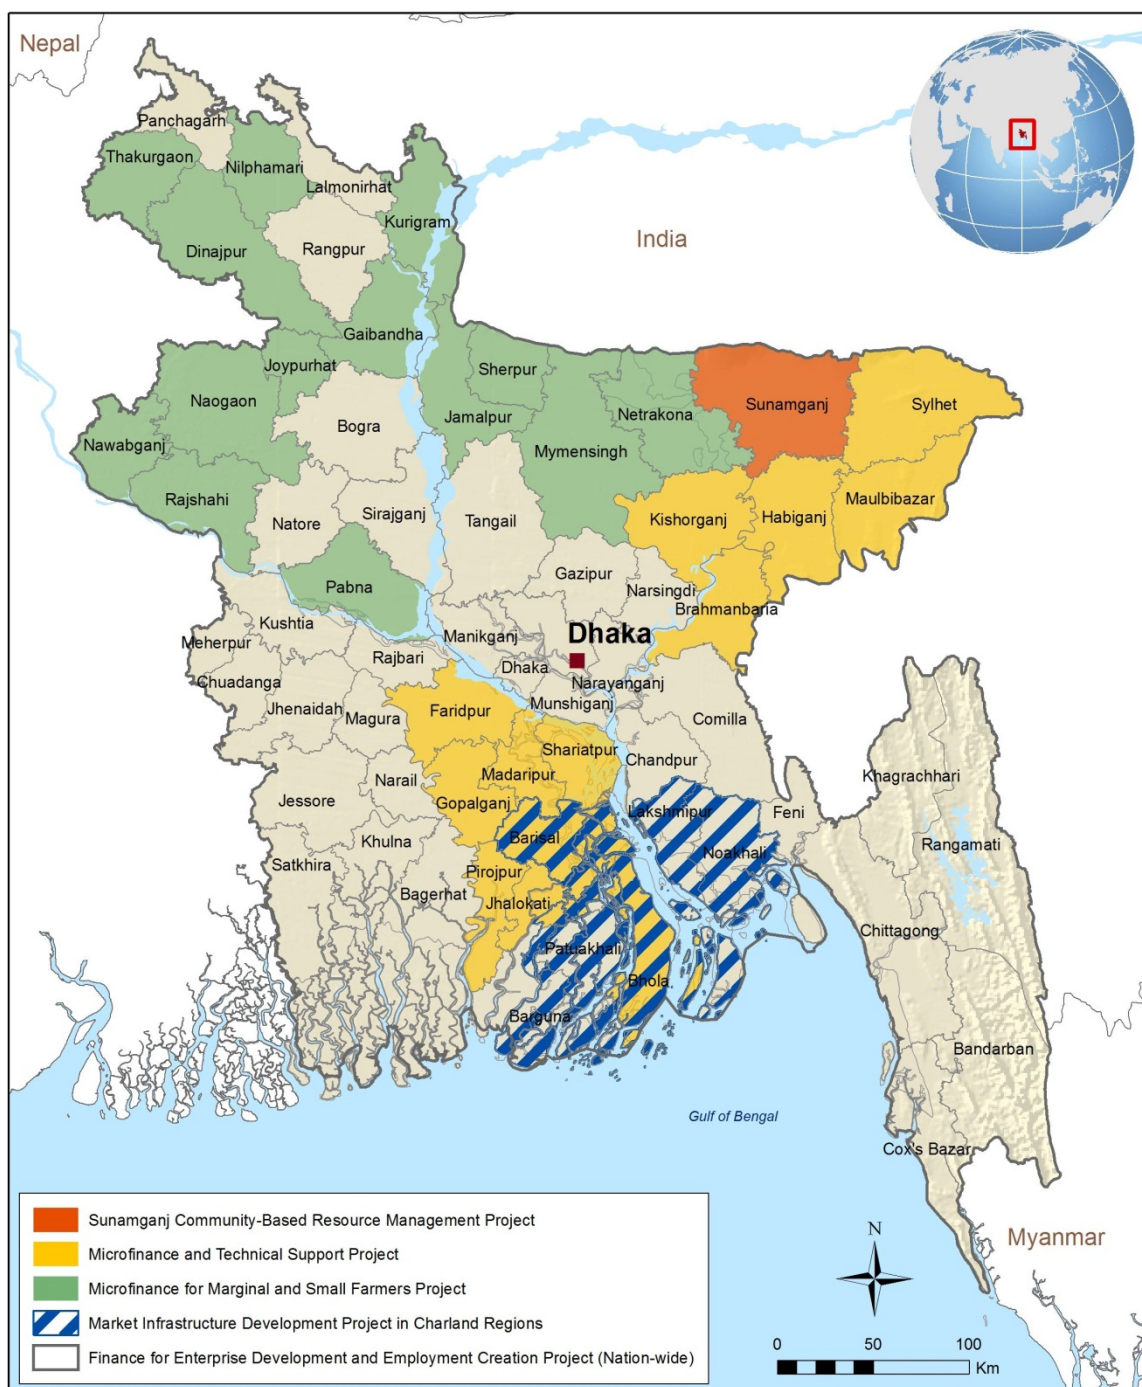 Nepal
Panchagarh
Thakurgaon
Nilphamari
Lalmonirhat
Kurigram
Dinajpur
Rangpur
India
Gaibandha
Joypurhat
Sherpur
Naogaon
Bogra
Jamalpur
Netrakona
Sunamganj
Sylhet
Nawabganj
Mymensingh
Rajshahi
Natore
Sirajganj
Tangail
Kishorganj
Habiganj
Maulbibazar
Pabna
Gazipur
Narsingdi
Brahmanbaria
Kushtia
Meherpur
Manikganj
Dhaka
Rajbari
Dhaka
Chuadanga
Narayanganj
Jhenaidah
Magura
Faridpur
Munshiganj
Comilla
Shariatpur
Chandpur
Narail
Madaripur
Khagrachhari
Jessore
Gopalganj
Lakshmipur
Feni
Khulna
Barisal
Noakhali
Rangamati
Satkhira
Pirojpur
Bagerhat
Jhalokati
Chittagong
Patuakhali
Bhola
Barguna
Bandarban
Gulf of Bengal
Cox's Bazar
Myanmar
Sunamganj Community-Based Resource Management Project
Microfinance and Technical Support Project
Microfinance for Marginal and Small Farmers Project
Market Infrastructure Development Project in Charland Regions
Finance for Enterprise Development and Employment Creation Project (Nation-wide)
N
0 50 100
Km